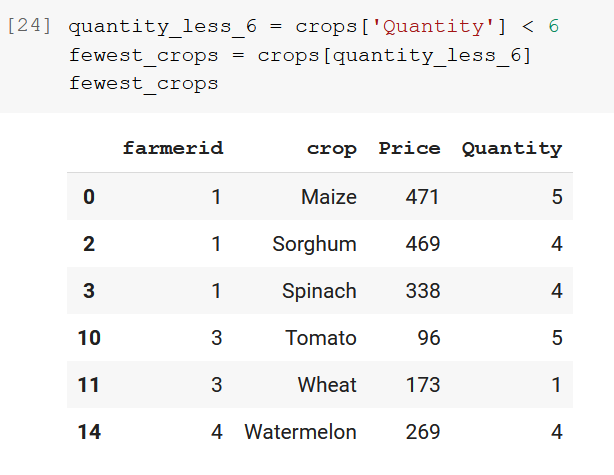 [24] quantity_less_6 = crops['Quantity'] < 6
fewest_crops = crops[quantity_less_6]
fewest_crops
farmerid crop Price Quantity
0 1 Maize 471 5
2 1 Sorghum 469 4
3 1 Spinach 338 4
10 3 Tomato 96 5
11 3 Wheat 173 1
14 4 Watermelon 269 4